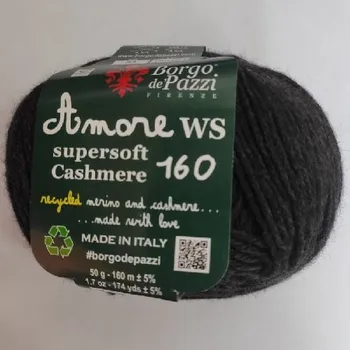 Borgo
de Pazzi
FIRENZE
Amore WS
supersoft
Cashmere 160
recycled merino and cashmere...
...made with love
MADE IN ITALY
#borgodepazzi
50 g - 160 m ± 5%
1.7 oz - 174 yds ± 5%